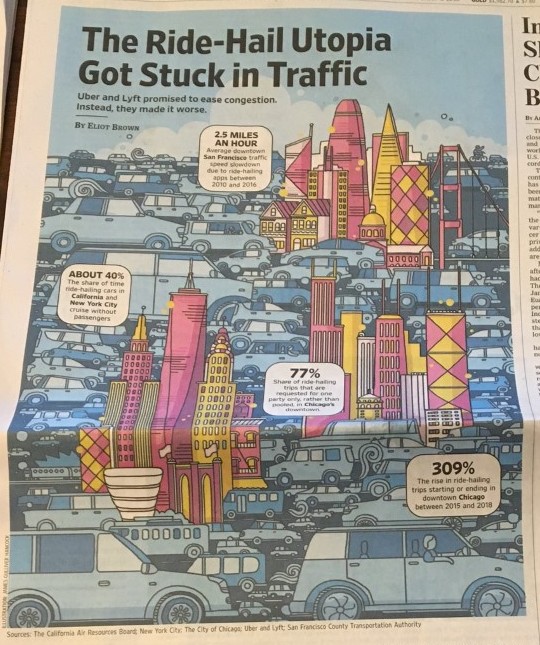 The Ride-Hail Utopia
Got Stuck in Traffic
Uber and Lyft promised to ease congestion.
Instead, they made it worse.
BY ELIOT BROWN
2.5 MILES
AN HOUR
Average downtown
San Francisco traffic
speed slowdown
due to ride-hailing
apps between
2010 and 2016
ABOUT 40%
The share of time
ride-hailing cars in
California and
New York City
cruise without
passengers
77%
Share of ride-hailing
trips that are
requested for one
party only, rather than
pooled, in Chicago's
downtown.
309%
The rise in ride-hailing
trips starting or ending in
downtown Chicago
between 2015 and 2018
Sources: The California Air Resources Board; New York City; The City of Chicago; Uber and Lyft; San Francisco County Transportation Authority